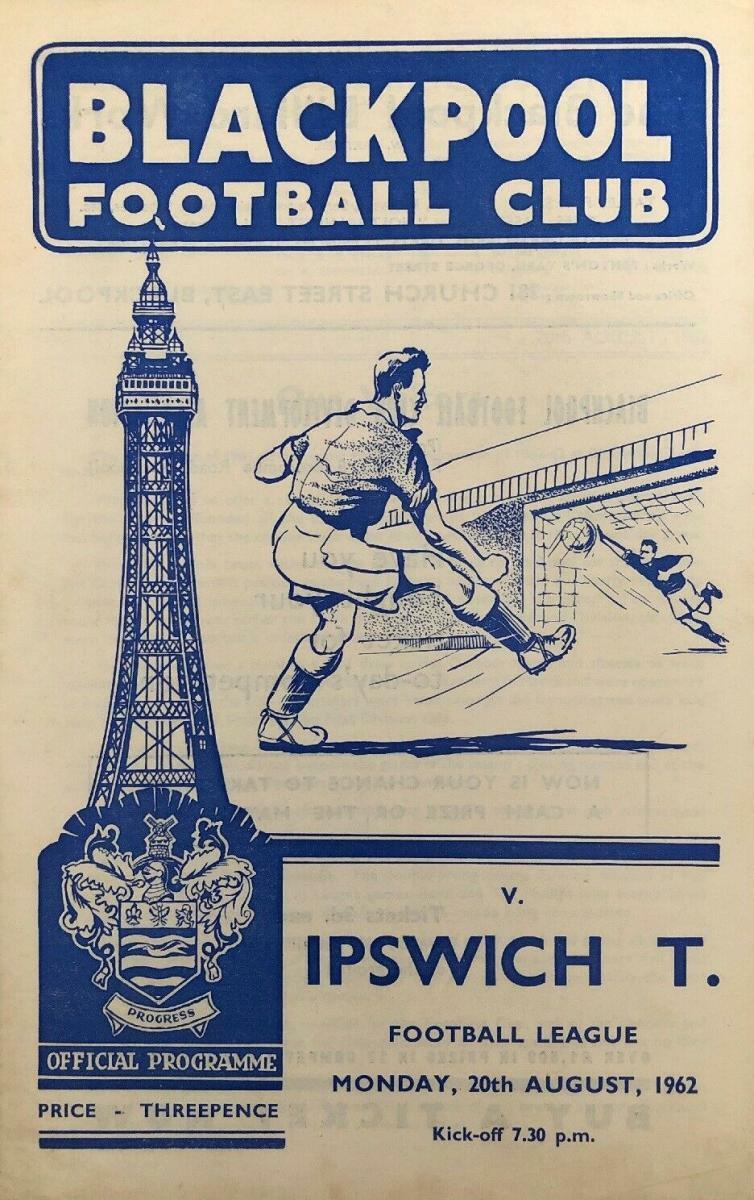 BLACKPOOL
FOOTBALL CLUB
V.
IPSWICH T.
FOOTBALL LEAGUE
MONDAY, 20th AUGUST, 1962
Kick-off 7.30 p.m.
PROGRESS
OFFICIAL PROGRAMME
PRICE - THREEPENCE